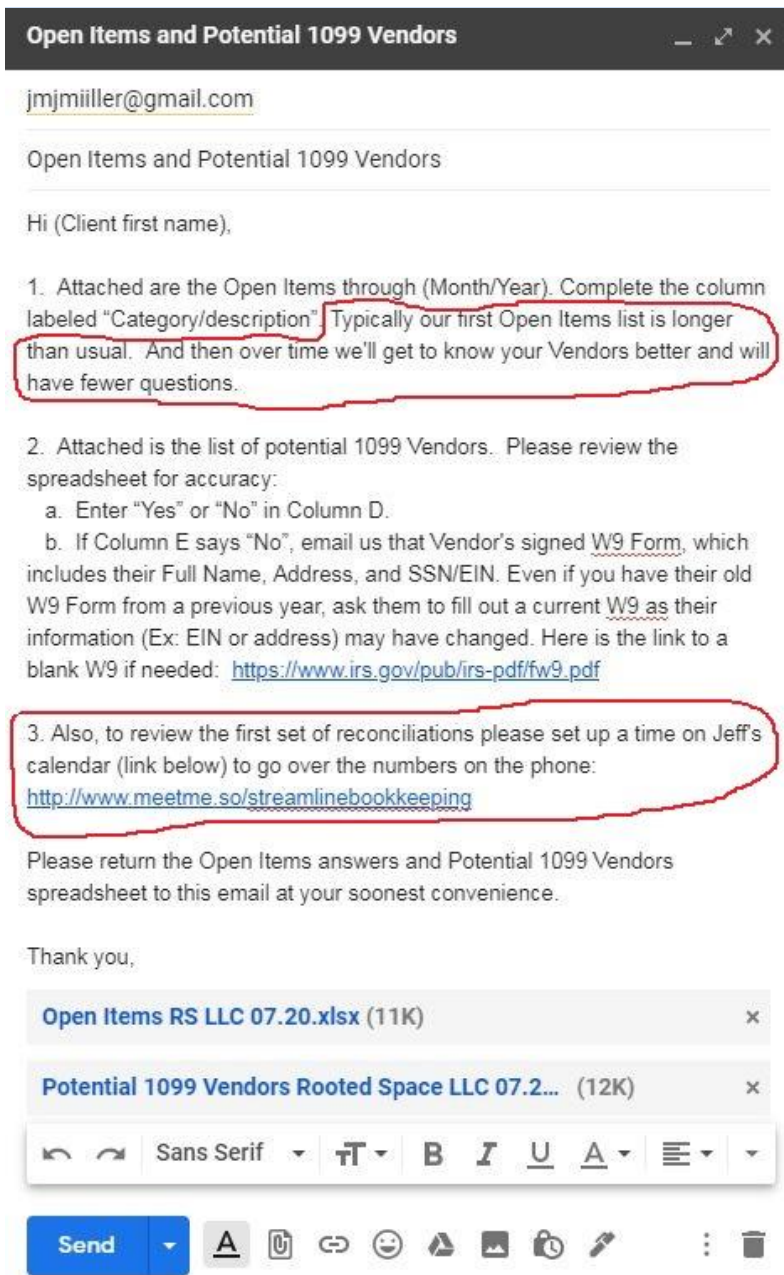 Open Items and Potential 1099 Vendors
jmjmiiller@gmail.com
Open Items and Potential 1099 Vendors
Hi (Client first name),
1.  Attached are the Open Items through (Month/Year). Complete the column
labeled “Category/description”. Typically our first Open Items list is longer
than usual.  And then over time we'll get to know your Vendors better and will
have fewer questions.
2.  Attached is the list of potential 1099 Vendors.  Please review the
spreadsheet for accuracy:
a.  Enter “Yes” or “No” in Column D.
b.  If Column E says “No”, email us that Vendor's signed W9 Form, which
includes their Full Name, Address, and SSN/EIN. Even if you have their old
W9 Form from a previous year, ask them to fill out a current W9 as their
information (Ex: EIN or address) may have changed. Here is the link to a
blank W9 if needed:  https://www.irs.gov/pub/irs-pdf/fw9.pdf
3. Also, to review the first set of reconciliations please set up a time on Jeff's
calendar (link below) to go over the numbers on the phone:
http://www.meetme.so/streamlinebookkeeping
Please return the Open Items answers and Potential 1099 Vendors
spreadsheet to this email at your soonest convenience.
Thank you,
Open Items RS LLC 07.20.xlsx (11K)
Potential 1099 Vendors Rooted Space LLC 07.2... (12K)
Sans Serif
Send